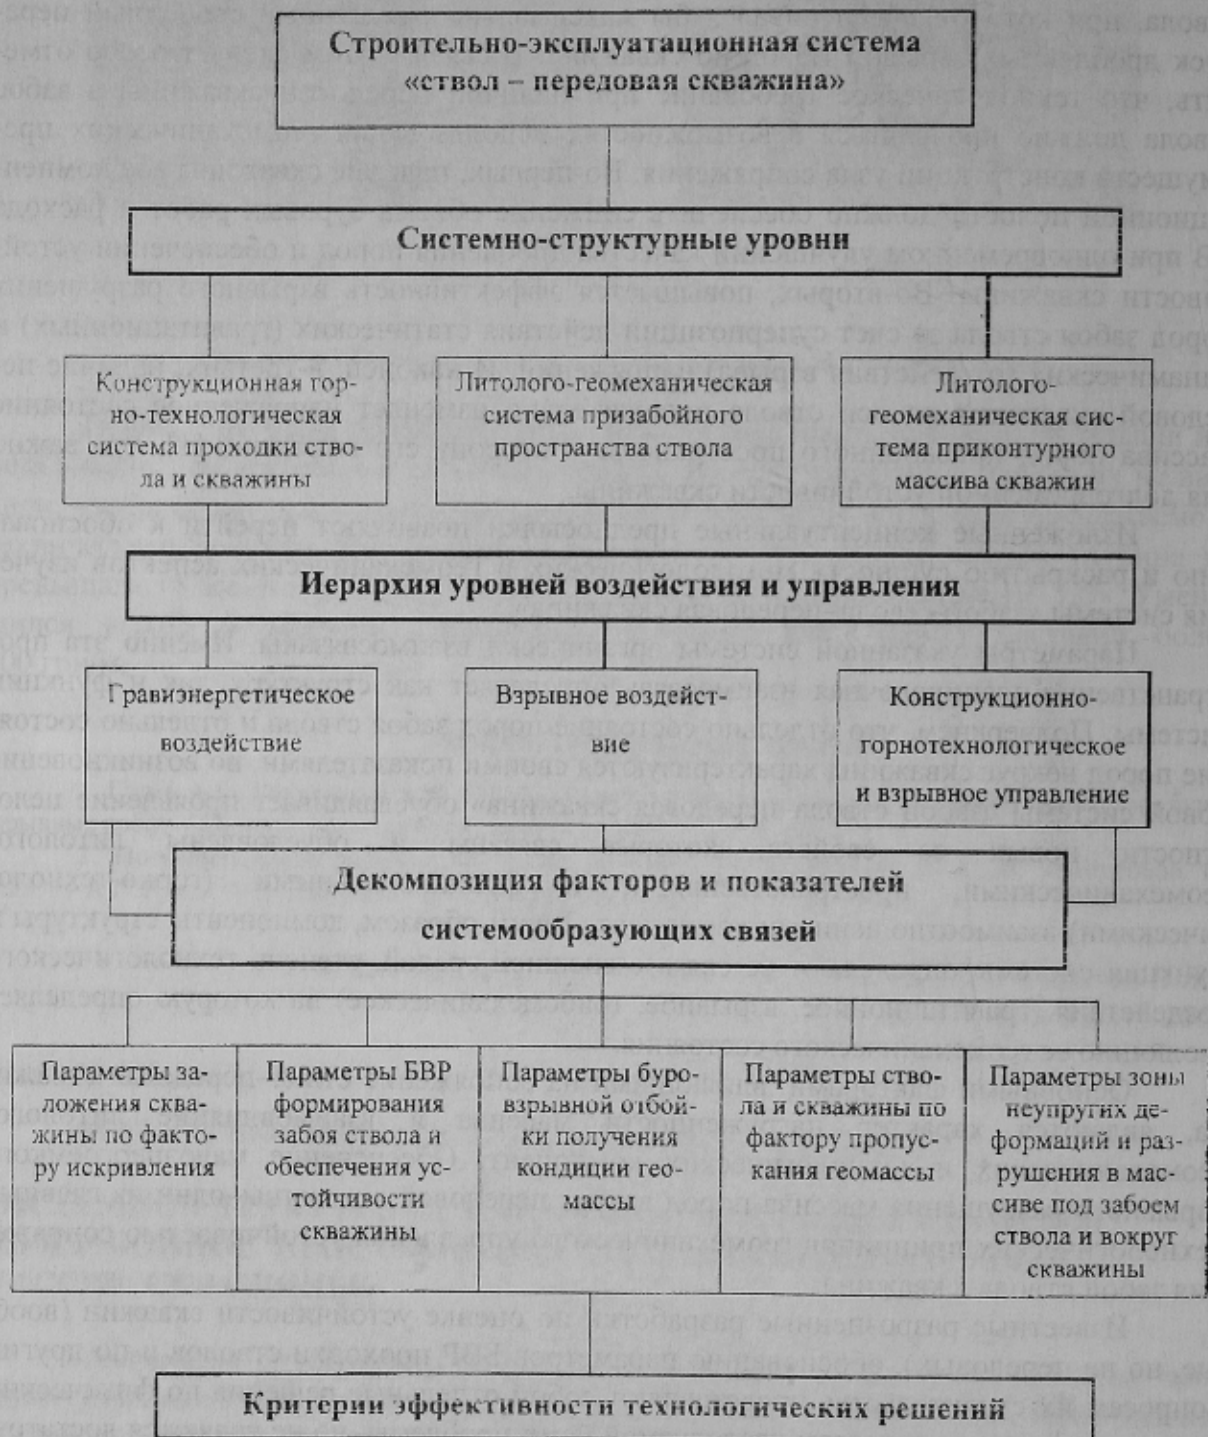 Строительно-эксплуатационная система
«ствол – передовая скважина»
Системно-структурные уровни
Конструкционная гор-
но-технологическая
система проходки ство-
ла и скважины
Литолого-геомеханическая
система призабойного
пространства ствола
Литолого-
геомеханическая сис-
тема приконтурного
массива скважин
Иерархия уровней воздействия и управления
Гравиэнергетическое
воздействие
Взрывное воздейст-
вие
Конструкционно-
горнотехнологическое
и взрывное управление
Декомпозиция факторов и показателей
системообразующих связей
Параметры за-
ложения сква-
жины по факто-
ру искривления
Параметры БВР
формирования
забоя ствола и
обеспечения ус-
тойчивости
скважины
Параметры буро-
взрывной отбой-
ки получения
кондиции гео-
массы
Параметры ство-
ла и скважины по
фактору пропус-
кания геомассы
Параметры зоны
неупругих де-
формаций и раз-
рушения в мас-
сиве под забоем
ствола и вокруг
скважины
Критерии эффективности технологических решений